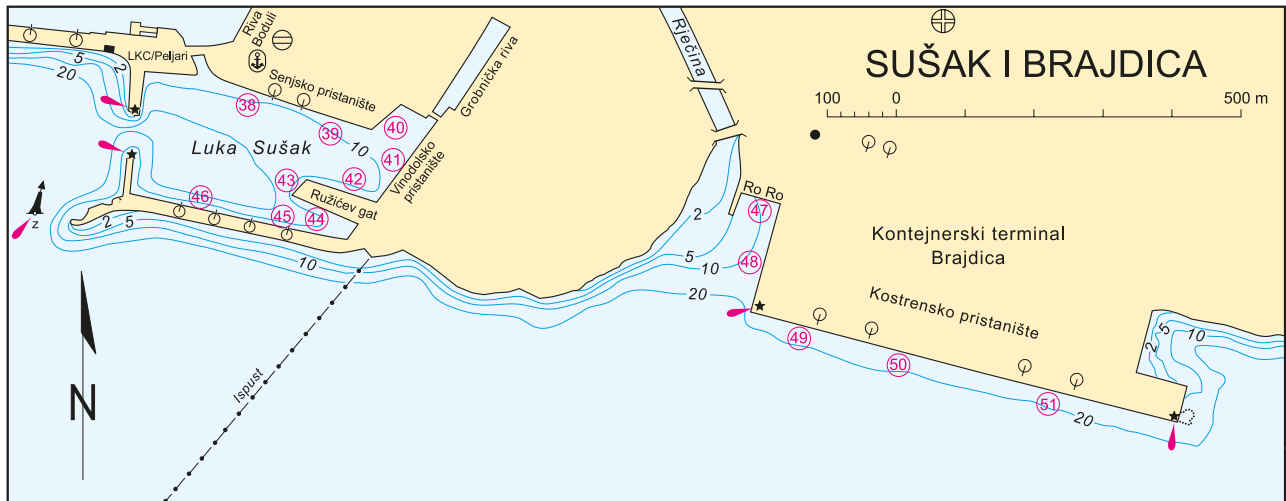 SUŠAK I BRAJDICA
100 0 500 m
Riva
Boduli
LKC/Peljari
Senjsko pristanište
Grobnička riva
Rječina
Luka Sušak
Vinodolsko
pristanište
Ružićev gat
Ro Ro
Kontejnerski terminal
Brajdica
Kostrensko pristanište
Ispust
N
Z
38
39
40
41
42
43
44
45
46
47
48
49
50
51
5
2
20
10
2
5
10
2
5
10
20
2
5
10
20